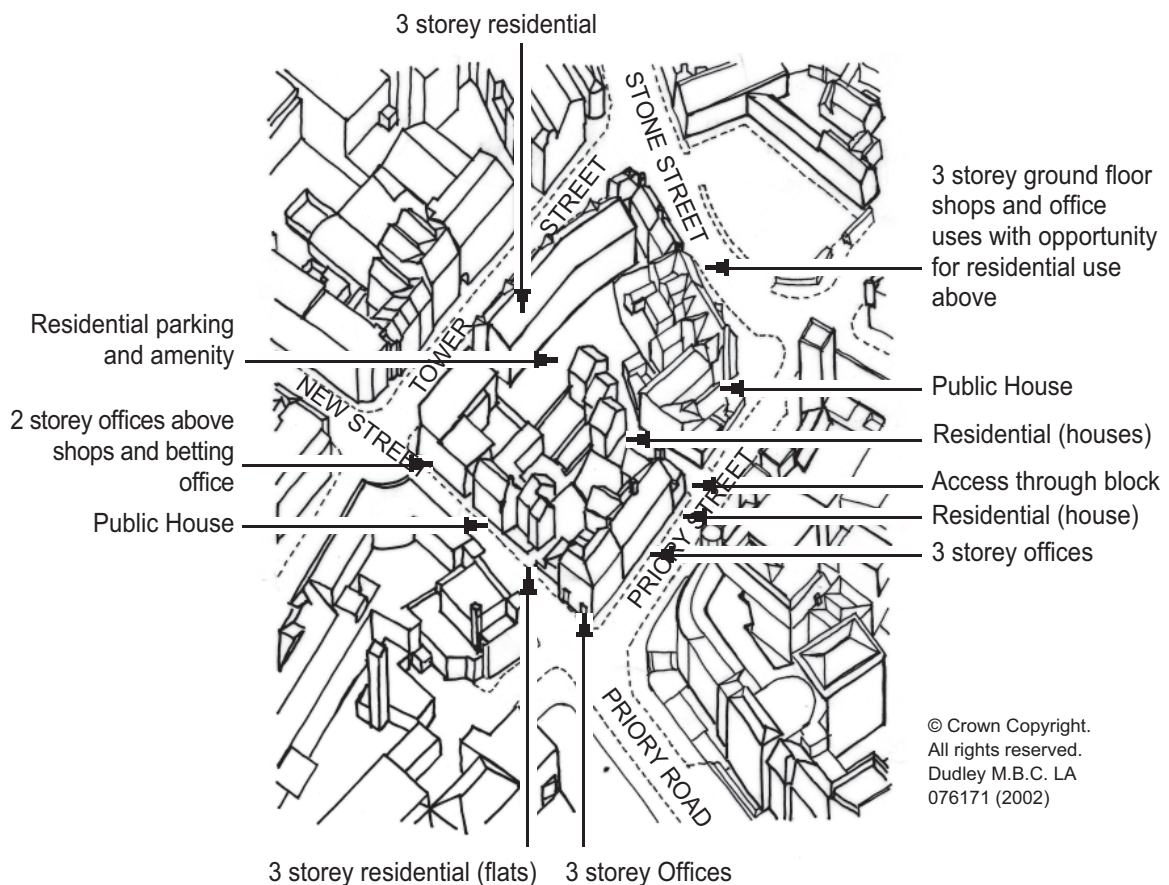 3 storey residential
STONE STREET
STREET
3 storey ground floor
shops and office
uses with opportunity
for residential use
above
Residential parking
and amenity
TOWER
NEW STREET
Public House
2 storey offices above
shops and betting
office
Residential (houses)
Access through block
Public House
Residential (house)
PRIORY STREET
3 storey offices
PRIORY ROAD
© Crown Copyright.
All rights reserved.
Dudley M.B.C. LA
076171 (2002)
3 storey residential (flats)
3 storey Offices